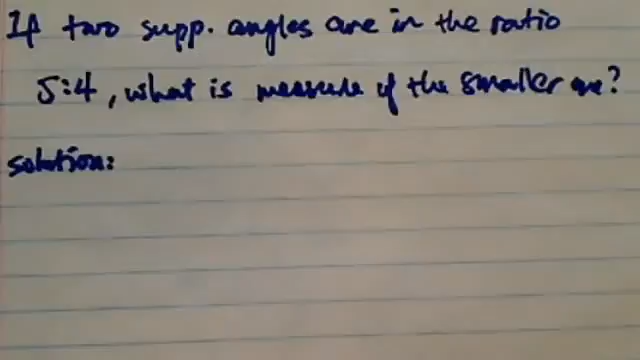 If two supp. angles are in the ratio
5:4, what is measure of the smaller one?
solution: